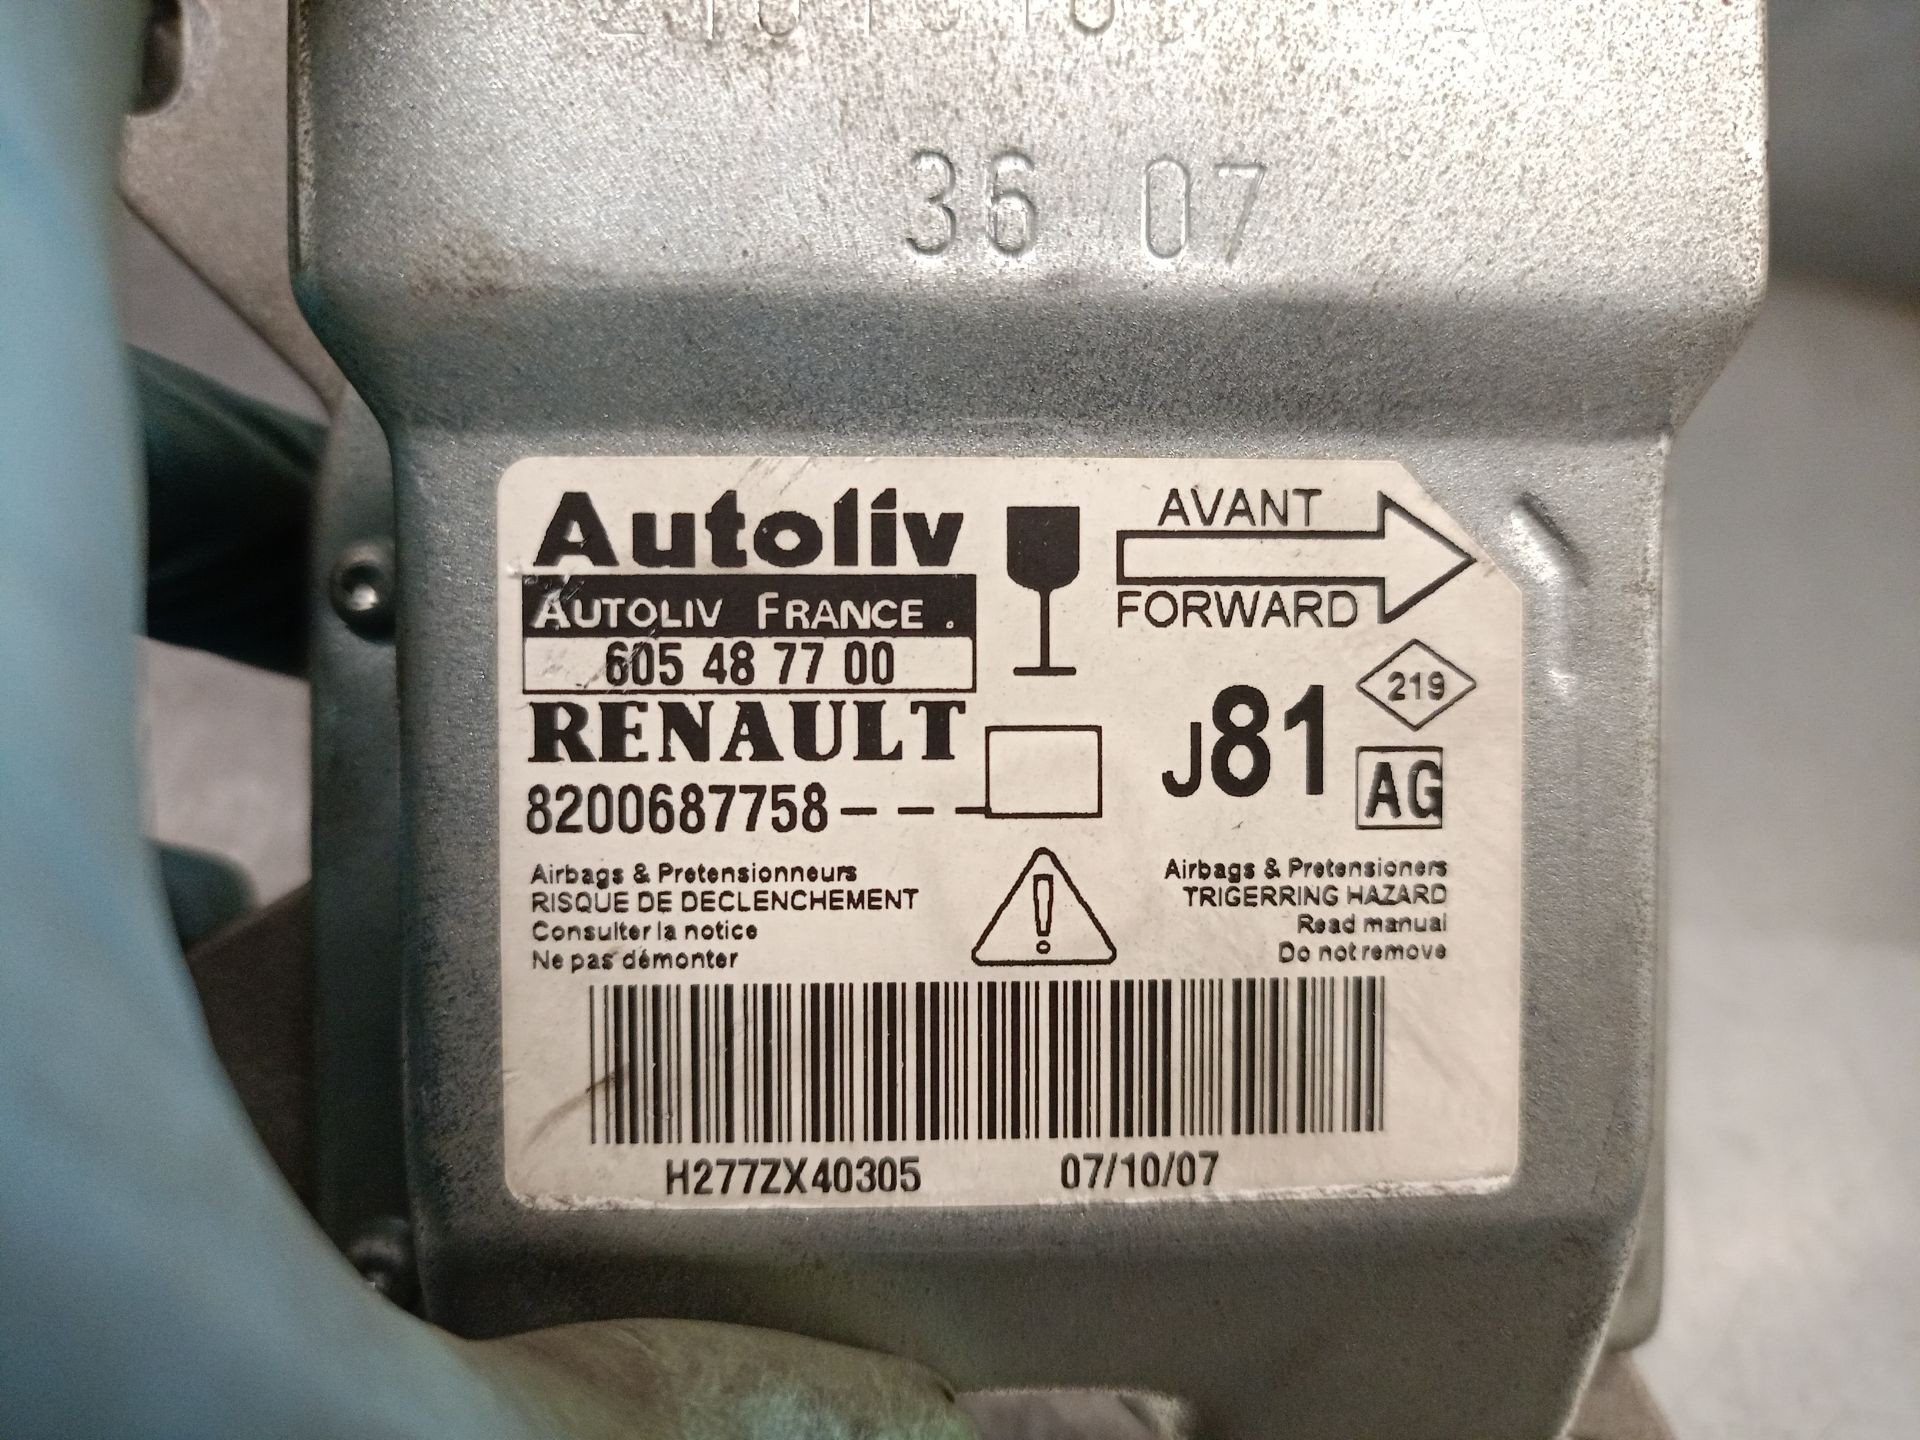 36 07
Autoliv
AUTOLIV FRANCE .
605 48 77 00
RENAULT
8200687758---
AVANT
FORWARD
219
J81
AG
Airbags & Pretensionneurs
RISQUE DE DECLENCHEMENT
Consulter la notice
Ne pas démonter
!
Airbags & Pretensioners
TRIGERRING HAZARD
Read manual
Do not remove
H277ZX40305 07/10/07